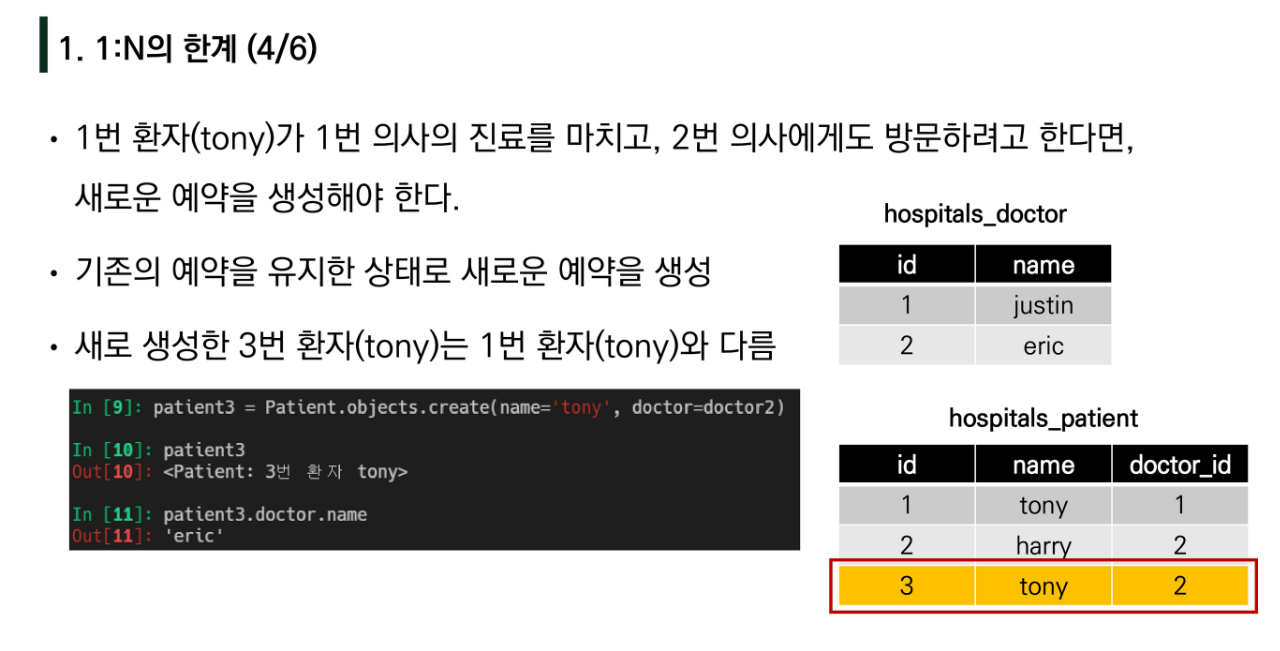 1. 1:N의 한계 (4/6)
• 1번 환자(tony)가 1번 의사의 진료를 마치고, 2번 의사에게도 방문하려고 한다면,
새로운 예약을 생성해야 한다.
• 기존의 예약을 유지한 상태로 새로운 예약을 생성
• 새로 생성한 3번 환자(tony)는 1번 환자(tony)와 다름
In [9]: patient3 = Patient.objects.create(name='tony', doctor=doctor2)
In [10]: patient3
Out[10]: <Patient: 3번 환자 tony>
In [11]: patient3.doctor.name
Out[11]: 'eric'
hospitals_doctor
id name
1 justin
2 eric
hospitals_patient
id name doctor_id
1 tony 1
2 harry 2
3 tony 2